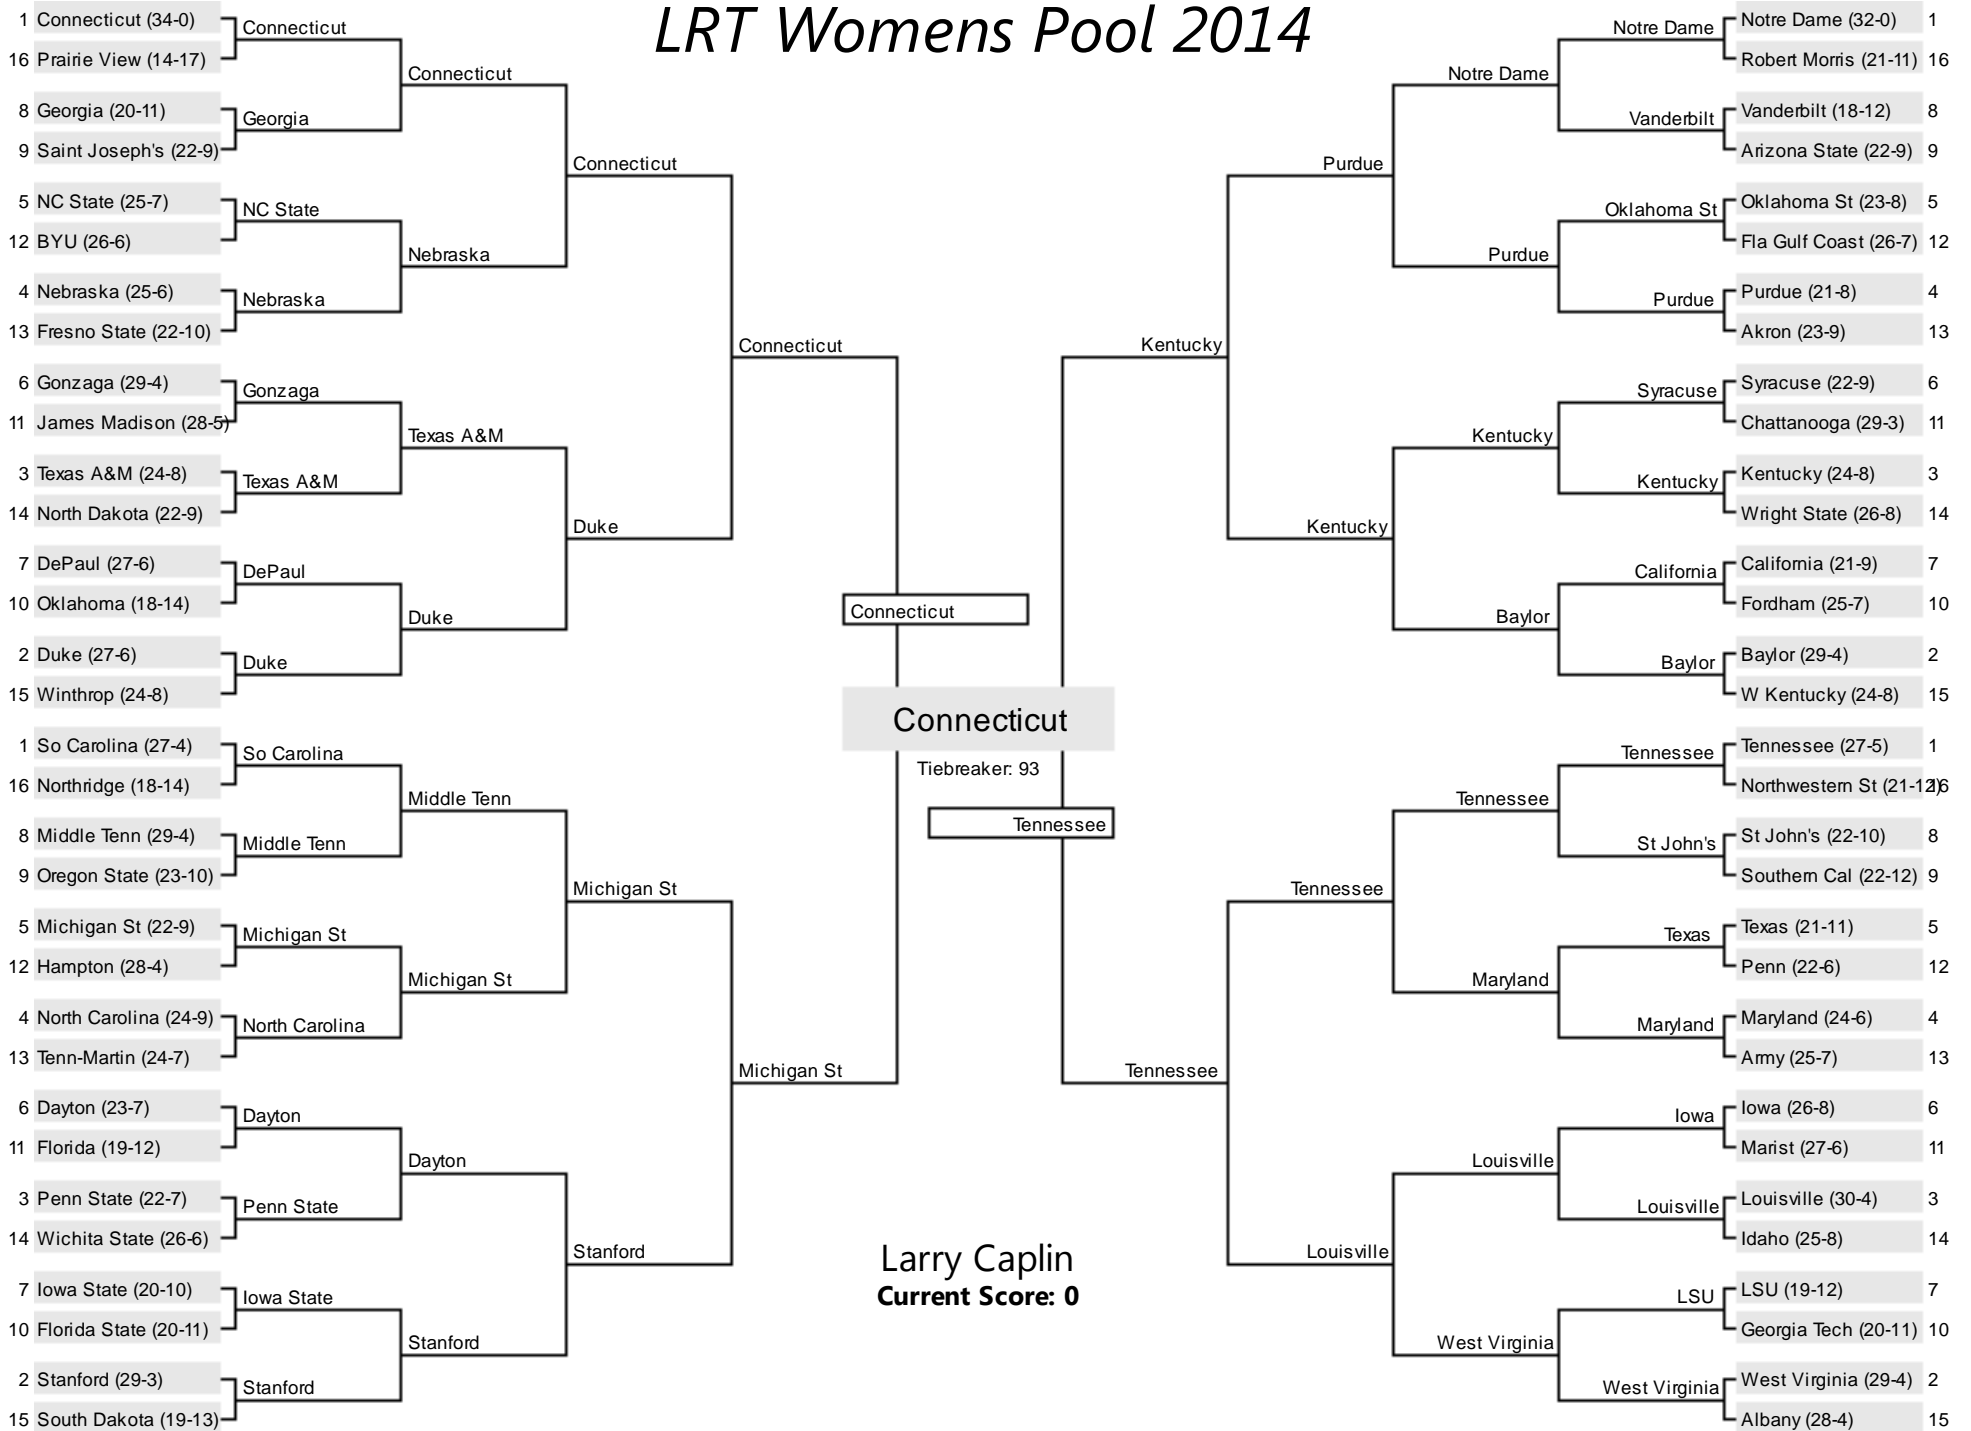 LRT Womens Pool 2014
1 Connecticut (34-0)
16 Prairie View (14-17)
8 Georgia (20-11)
9 Saint Joseph's (22-9)
5 NC State (25-7)
12 BYU (26-6)
4 Nebraska (25-6)
13 Fresno State (22-10)
6 Gonzaga (29-4)
11 James Madison (28-5)
3 Texas A&M (24-8)
14 North Dakota (22-9)
7 DePaul (27-6)
10 Oklahoma (18-14)
2 Duke (27-6)
15 Winthrop (24-8)
1 So Carolina (27-4)
16 Northridge (18-14)
8 Middle Tenn (29-4)
9 Oregon State (23-10)
5 Michigan St (22-9)
12 Hampton (28-4)
4 North Carolina (24-9)
13 Tenn-Martin (24-7)
6 Dayton (23-7)
11 Florida (19-12)
3 Penn State (22-7)
14 Wichita State (26-6)
7 Iowa State (20-10)
10 Florida State (20-11)
2 Stanford (29-3)
15 South Dakota (19-13)
Connecticut
Georgia
NC State
Nebraska
Gonzaga
Texas A&M
DePaul
Duke
So Carolina
Middle Tenn
Michigan St
North Carolina
Dayton
Penn State
Iowa State
Stanford
Connecticut
Nebraska
Texas A&M
Duke
Middle Tenn
Michigan St
Dayton
Stanford
Connecticut
Duke
Michigan St
Stanford
Connecticut
Michigan St
Connecticut
Connecticut
Tiebreaker: 93
Tennessee
Larry Caplin
Current Score: 0
Kentucky
Tennessee
Purdue
Kentucky
Tennessee
Louisville
Notre Dame
Purdue
Kentucky
Baylor
Tennessee
Maryland
Louisville
West Virginia
Notre Dame
Vanderbilt
Oklahoma St
Purdue
Syracuse
Kentucky
California
Baylor
Tennessee
St John's
Texas
Maryland
Iowa
Louisville
LSU
West Virginia
Notre Dame (32-0) 1
Robert Morris (21-11) 16
Vanderbilt (18-12) 8
Arizona State (22-9) 9
Oklahoma St (23-8) 5
Fla Gulf Coast (26-7) 12
Purdue (21-8) 4
Akron (23-9) 13
Syracuse (22-9) 6
Chattanooga (29-3) 11
Kentucky (24-8) 3
Wright State (26-8) 14
California (21-9) 7
Fordham (25-7) 10
Baylor (29-4) 2
W Kentucky (24-8) 15
Tennessee (27-5) 1
Northwestern St (21-12) 16
St John's (22-10) 8
Southern Cal (22-12) 9
Texas (21-11) 5
Penn (22-6) 12
Maryland (24-6) 4
Army (25-7) 13
Iowa (26-8) 6
Marist (27-6) 11
Louisville (30-4) 3
Idaho (25-8) 14
LSU (19-12) 7
Georgia Tech (20-11) 10
West Virginia (29-4) 2
Albany (28-4) 15